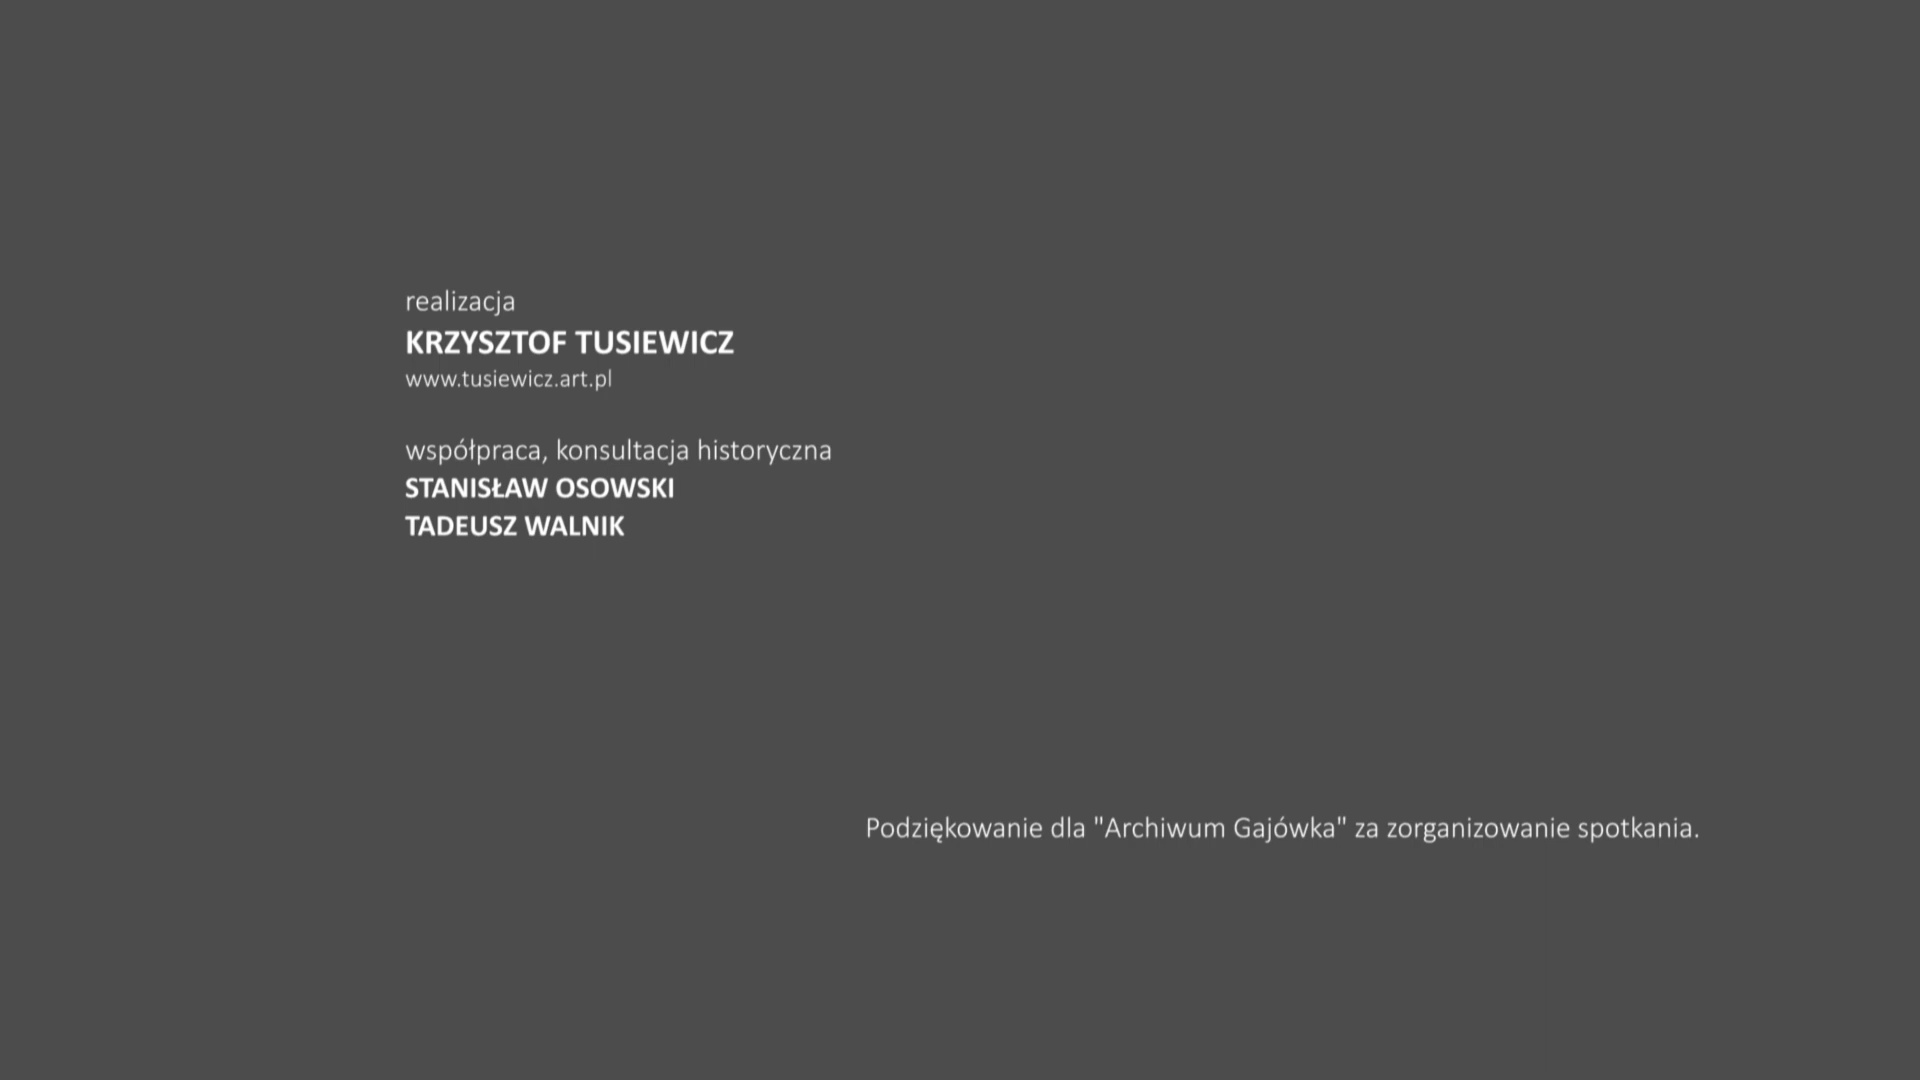 realizacja
KRZYSZTOF TUSIEWICZ
www.tusiewicz.art.pl
współpraca, konsultacja historyczna
STANISŁAW OSOWSKI
TADEUSZ WALNIK
Podziękowanie dla "Archiwum Gajówka" za zorganizowanie spotkania.